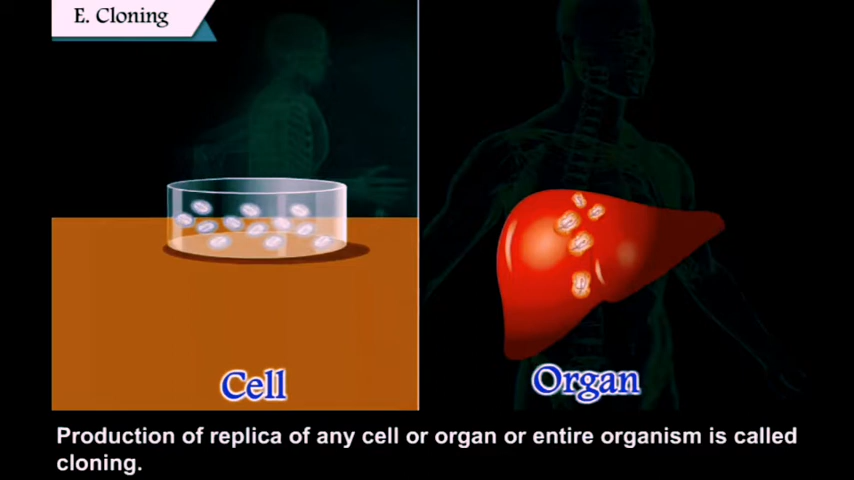 E. Cloning
Cell
Organ
Production of replica of any cell or organ or entire organism is called
cloning.